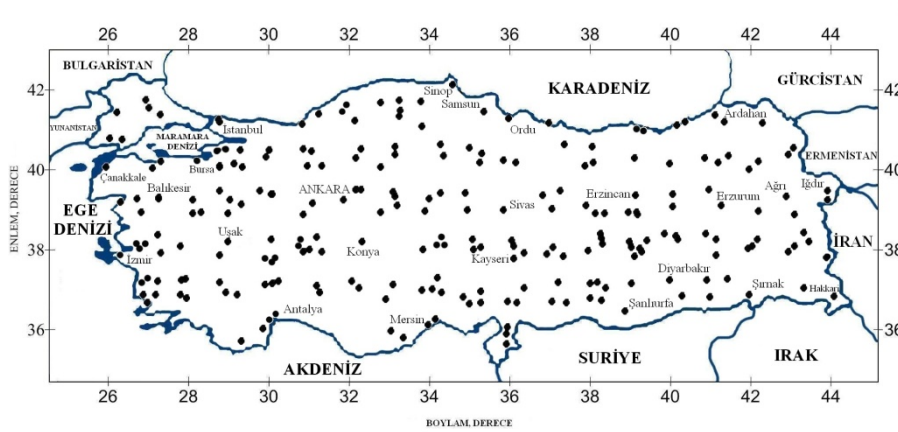 26 28 30 32 34 36 38 40 42 44
BULGARİSTAN
KARADENİZ
GÜRCİSTAN
42
42
Sinop
Samsun
Ardahan
YUNANİSTAN
İstanbul
Ordu
MARAMARA
DENİZİ
ERMENİSTAN
40
40
Çanakkale
Bursa
Balıkesir
ANKARA
Sivas
Erzincan
Erzurum
Ağrı
Iğdır
EGE
DENİZİ
Uşak
İRAN
38
38
İzmir
Konya
Kayseri
Diyarbakır
Şırnak
Hakkari
Antalya
Mersin
Şanlıurfa
36
36
AKDENİZ
SURİYE
IRAK
26 28 30 32 34 36 38 40 42 44
ENLEM, DERECE
BOYLAM, DERECE